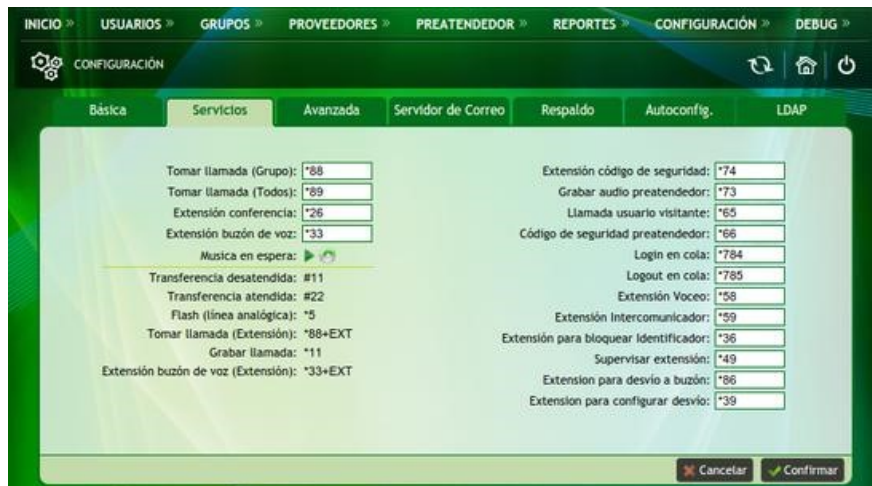 INICIO » USUARIOS » GRUPOS » PROVEEDORES » PREATENDEDOR » REPORTES » CONFIGURACIÓN » DEBUG »
CONFIGURACIÓN
Básica Servicios Avanzada Servidor de Correo Respaldo Autoconfig. LDAP
Tomar llamada (Grupo): *88
Tomar llamada (Todos): *89
Extensión conferencia: *26
Extensión buzón de voz: *33
Musica en espera:
Transferencia desatendida: #11
Transferencia atendida: #22
Flash (línea analógica): *5
Tomar llamada (Extensión): *88+EXT
Grabar llamada: *11
Extensión buzón de voz (Extensión): *33+EXT
Extensión código de seguridad: *74
Grabar audio preatendedor: *73
Llamada usuario visitante: *65
Código de seguridad preatendedor: *66
Login en cola: *784
Logout en cola: *785
Extensión Voceo: *58
Extensión Intercomunicador: *59
Extensión para bloquear Identificador: *36
Supervisar extensión: *49
Extension para desvío a buzón: *86
Extension para configurar desvío: *39
Cancelar Confirmar